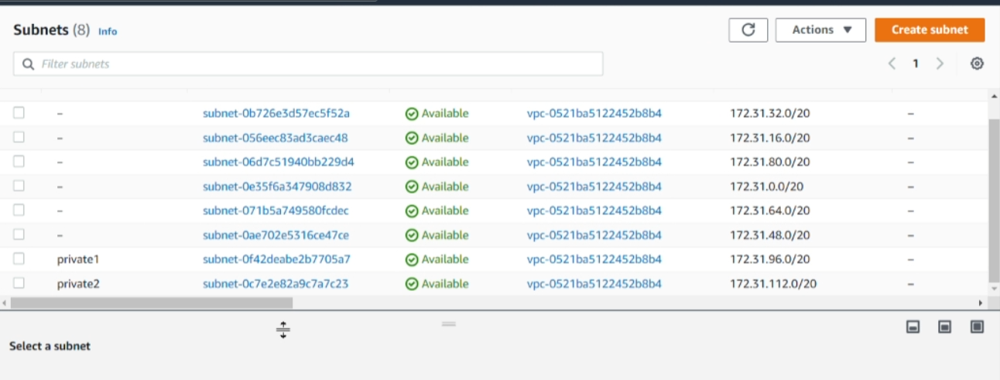 Subnets (8) Info
Actions ▼
Create subnet
Filter subnets
1
– subnet-0b726e3d57ec5f52a Available vpc-0521ba5122452b8b4 172.31.32.0/20 –
– subnet-056eec83ad3caec48 Available vpc-0521ba5122452b8b4 172.31.16.0/20 –
– subnet-06d7c51940bb229d4 Available vpc-0521ba5122452b8b4 172.31.80.0/20 –
– subnet-0e35f6a347908d832 Available vpc-0521ba5122452b8b4 172.31.0.0/20 –
– subnet-071b5a749580fcdec Available vpc-0521ba5122452b8b4 172.31.64.0/20 –
– subnet-0ae702e5316ce47ce Available vpc-0521ba5122452b8b4 172.31.48.0/20 –
private1 subnet-0f42deabe2b7705a7 Available vpc-0521ba5122452b8b4 172.31.96.0/20 –
private2 subnet-0c7e2e82a9c7a7c23 Available vpc-0521ba5122452b8b4 172.31.112.0/20 –
Select a subnet